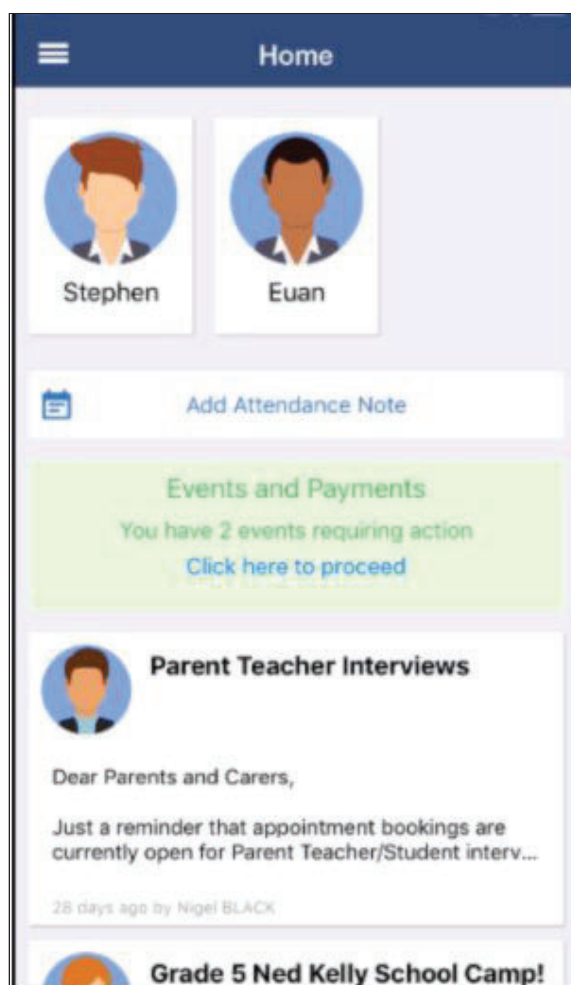 Home
Stephen
Euan
Add Attendance Note
Events and Payments
You have 2 events requiring action
Click here to proceed
Parent Teacher Interviews
Dear Parents and Carers,
Just a reminder that appointment bookings are
currently open for Parent Teacher/Student interv...
28 days ago by Nigel BLACK
Grade 5 Ned Kelly School Camp!